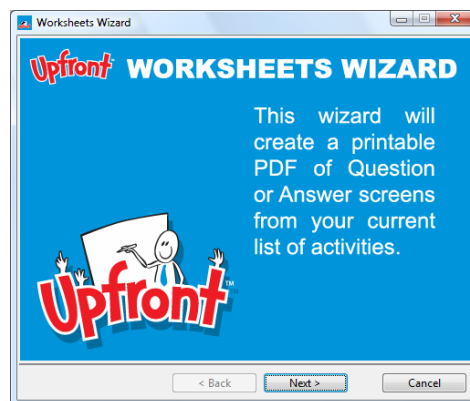 Worksheets Wizard
Upfront WORKSHEETS WIZARD
This wizard will
create a printable
PDF of Question
or Answer screens
from your current
list of activities.
Upfront™
< Back Next > Cancel